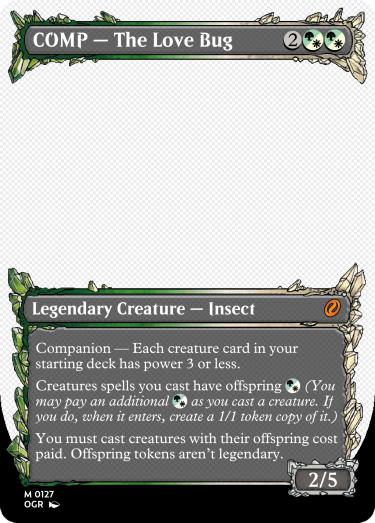 COMP — The Love Bug 2
Legendary Creature — Insect
Companion — Each creature card in your
starting deck has power 3 or less.
Creatures spells you cast have offspring (You
may pay an additional as you cast a creature. If
you do, when it enters, create a 1/1 token copy of it.)
You must cast creatures with their offspring cost
paid. Offspring tokens aren't legendary.
2/5
M 0127
OGR